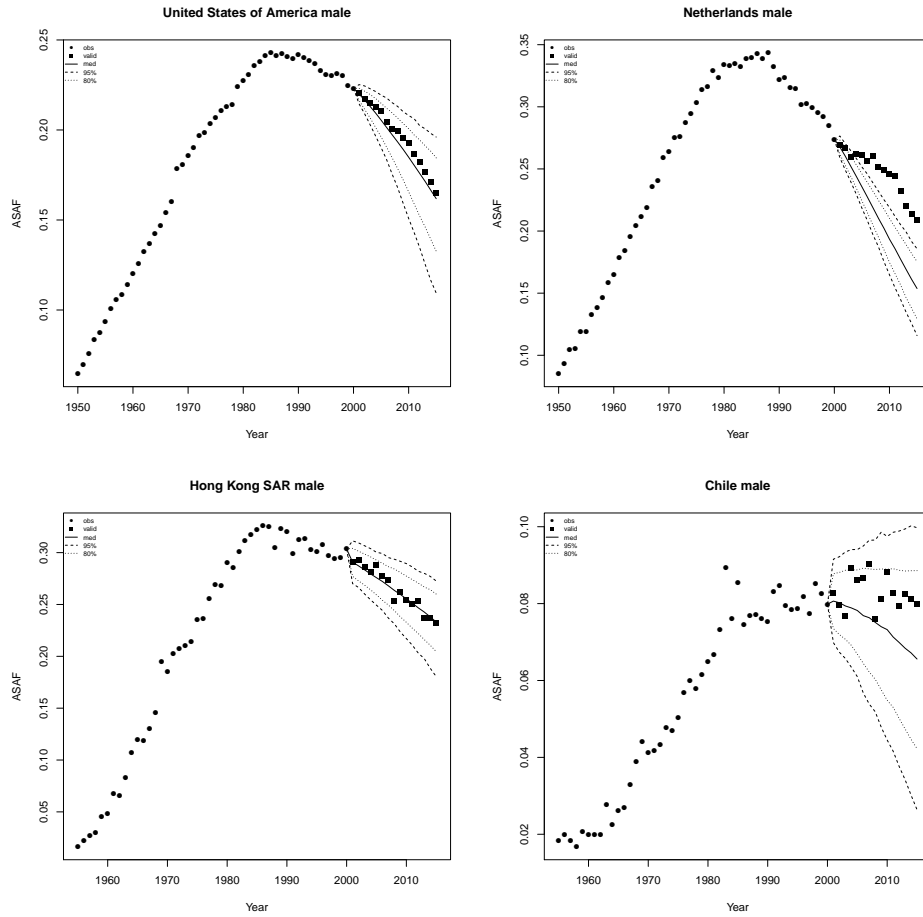 United States of America male
obs
valid
med
95%
80%
ASAF
0.10
0.15
0.20
0.25
1950 1960 1970 1980 1990 2000 2010
Year
Netherlands male
obs
valid
med
95%
80%
ASAF
0.10
0.15
0.20
0.25
0.30
0.35
1950 1960 1970 1980 1990 2000 2010
Year
Hong Kong SAR male
obs
valid
med
95%
80%
ASAF
0.05
0.10
0.15
0.20
0.25
0.30
1960 1970 1980 1990 2000 2010
Year
Chile male
obs
valid
med
95%
80%
ASAF
0.02
0.04
0.06
0.08
0.10
1960 1970 1980 1990 2000 2010
Year